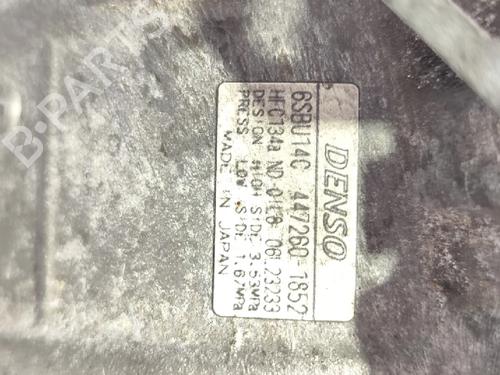 DENSO
6SBU14C 447260-1852
HFC134a ND-OIL8 06L23233
DESIGN HIGH SIDE 3.53MPa
PRESS LOW SIDE 1.67MPa
MADE IN JAPAN
B-PARTS